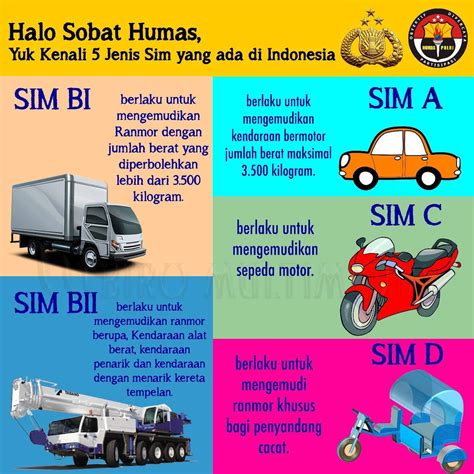 Halo Sobat Humas,
Yuk Kenali 5 Jenis Sim yang ada di Indonesia
HUMAS POLRI
SIM BI
berlaku untuk
mengemudikan
Ranmor dengan
jumlah berat yang
diperbolehkan
lebih dari 3.500
kilogram.
SIM A
berlaku untuk
mengemudikan
kendaraan bermotor
jumlah berat maksimal
3.500 kilogram.
SIM C
berlaku untuk
mengemudikan
sepeda motor.
SIM BII
berlaku untuk
mengemudikan ranmor
berupa, Kendaraan alat
berat, kendaraan
penarik dan kendaraan
dengan menarik kereta
tempelan.
SIM D
berlaku untuk
mengemudi
ranmor khusus
bagi penyandang
cacat.